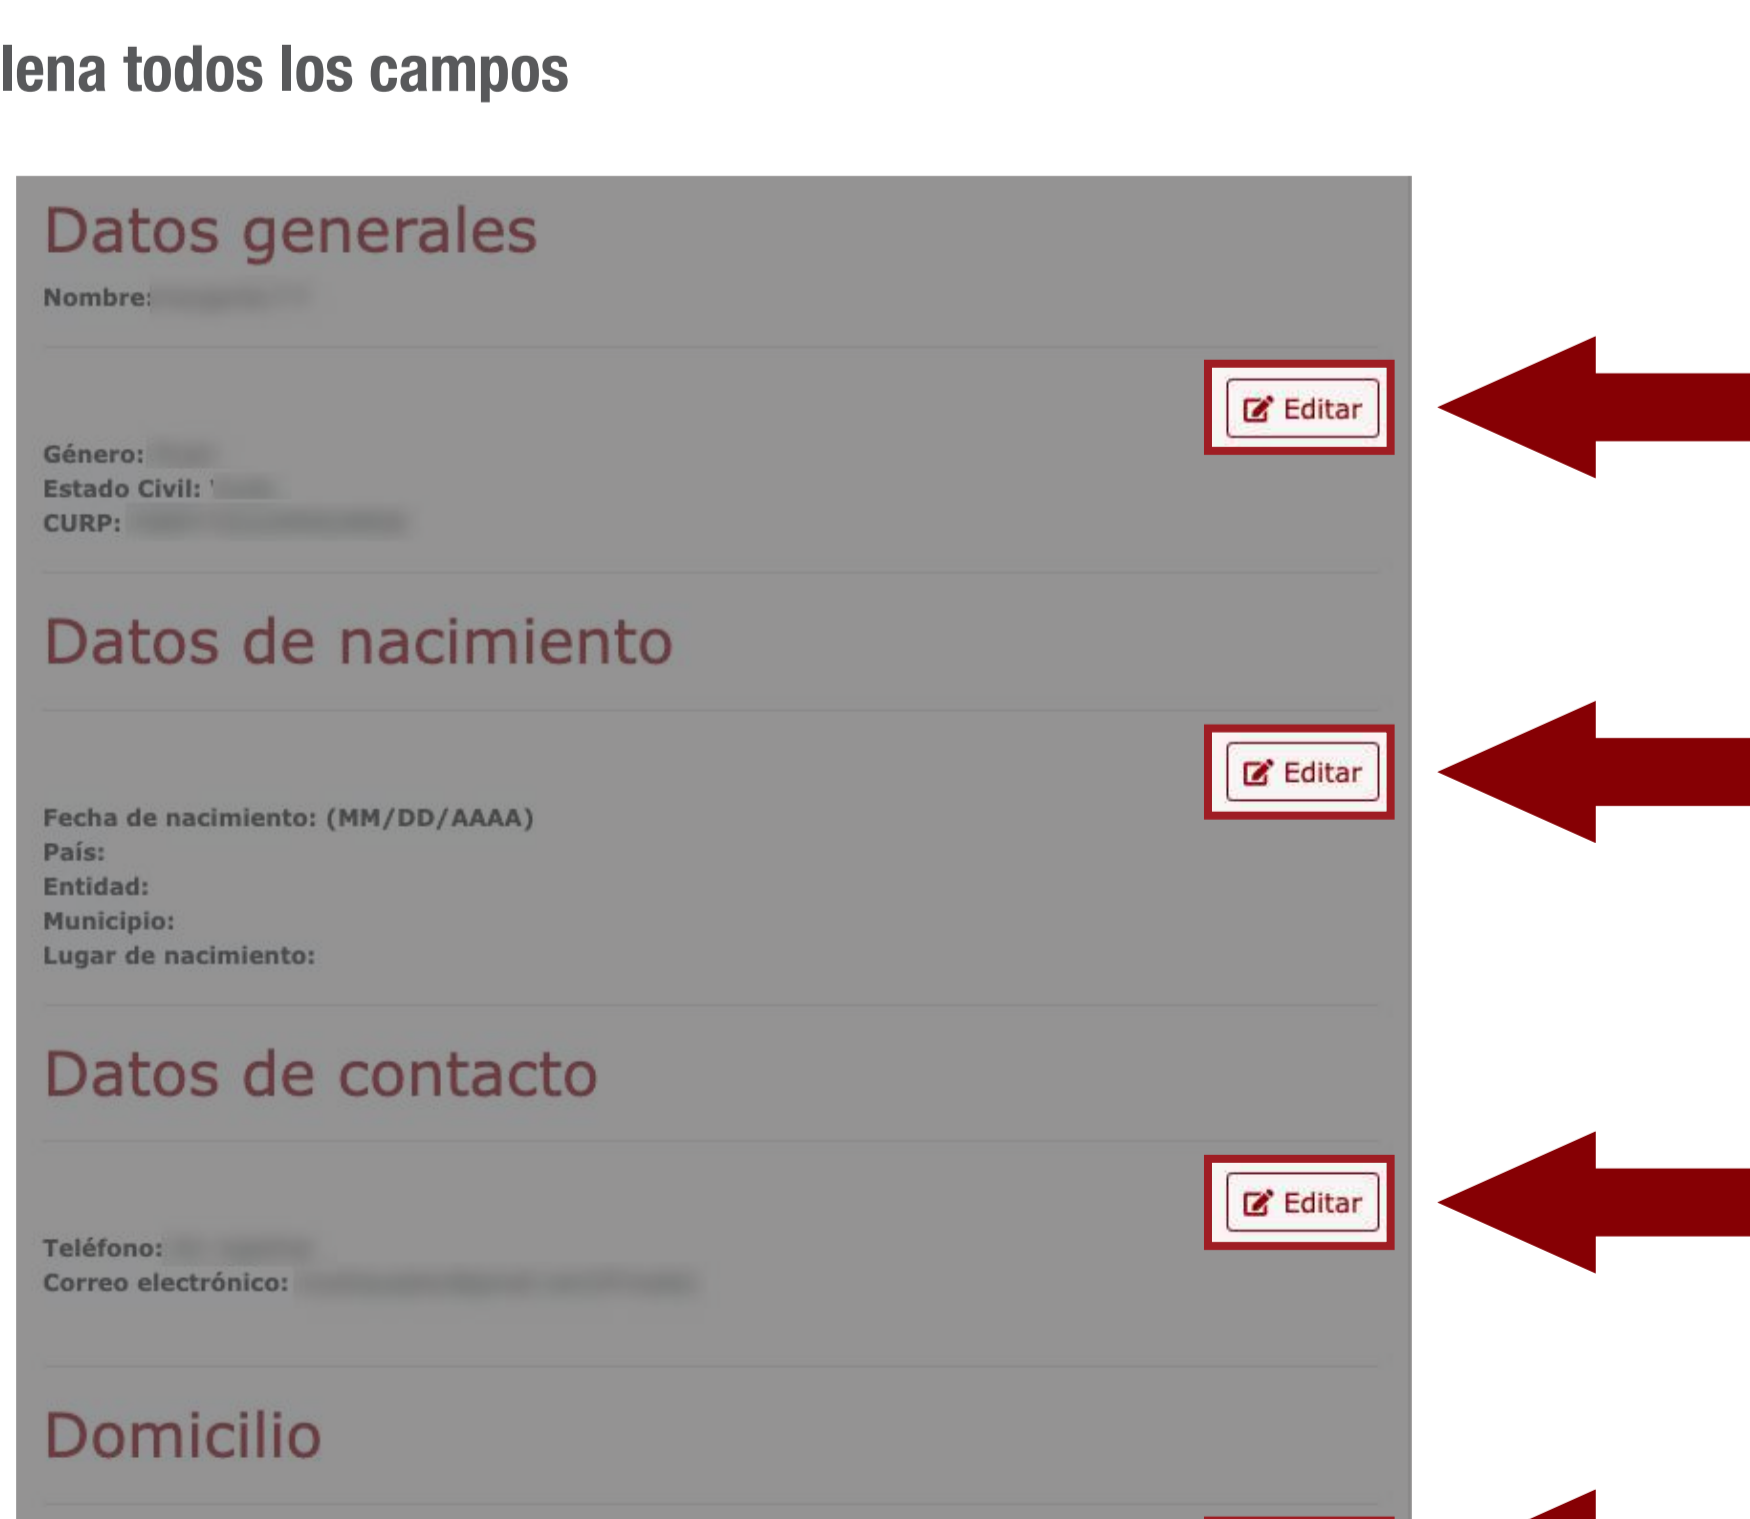 lena todos los campos
Datos generales
Nombre:
Editar
Género:
Estado Civil:
CURP:
Datos de nacimiento
Editar
Fecha de nacimiento: (MM/DD/AAAA)
País:
Entidad:
Municipio:
Lugar de nacimiento:
Datos de contacto
Editar
Teléfono:
Correo electrónico:
Domicilio